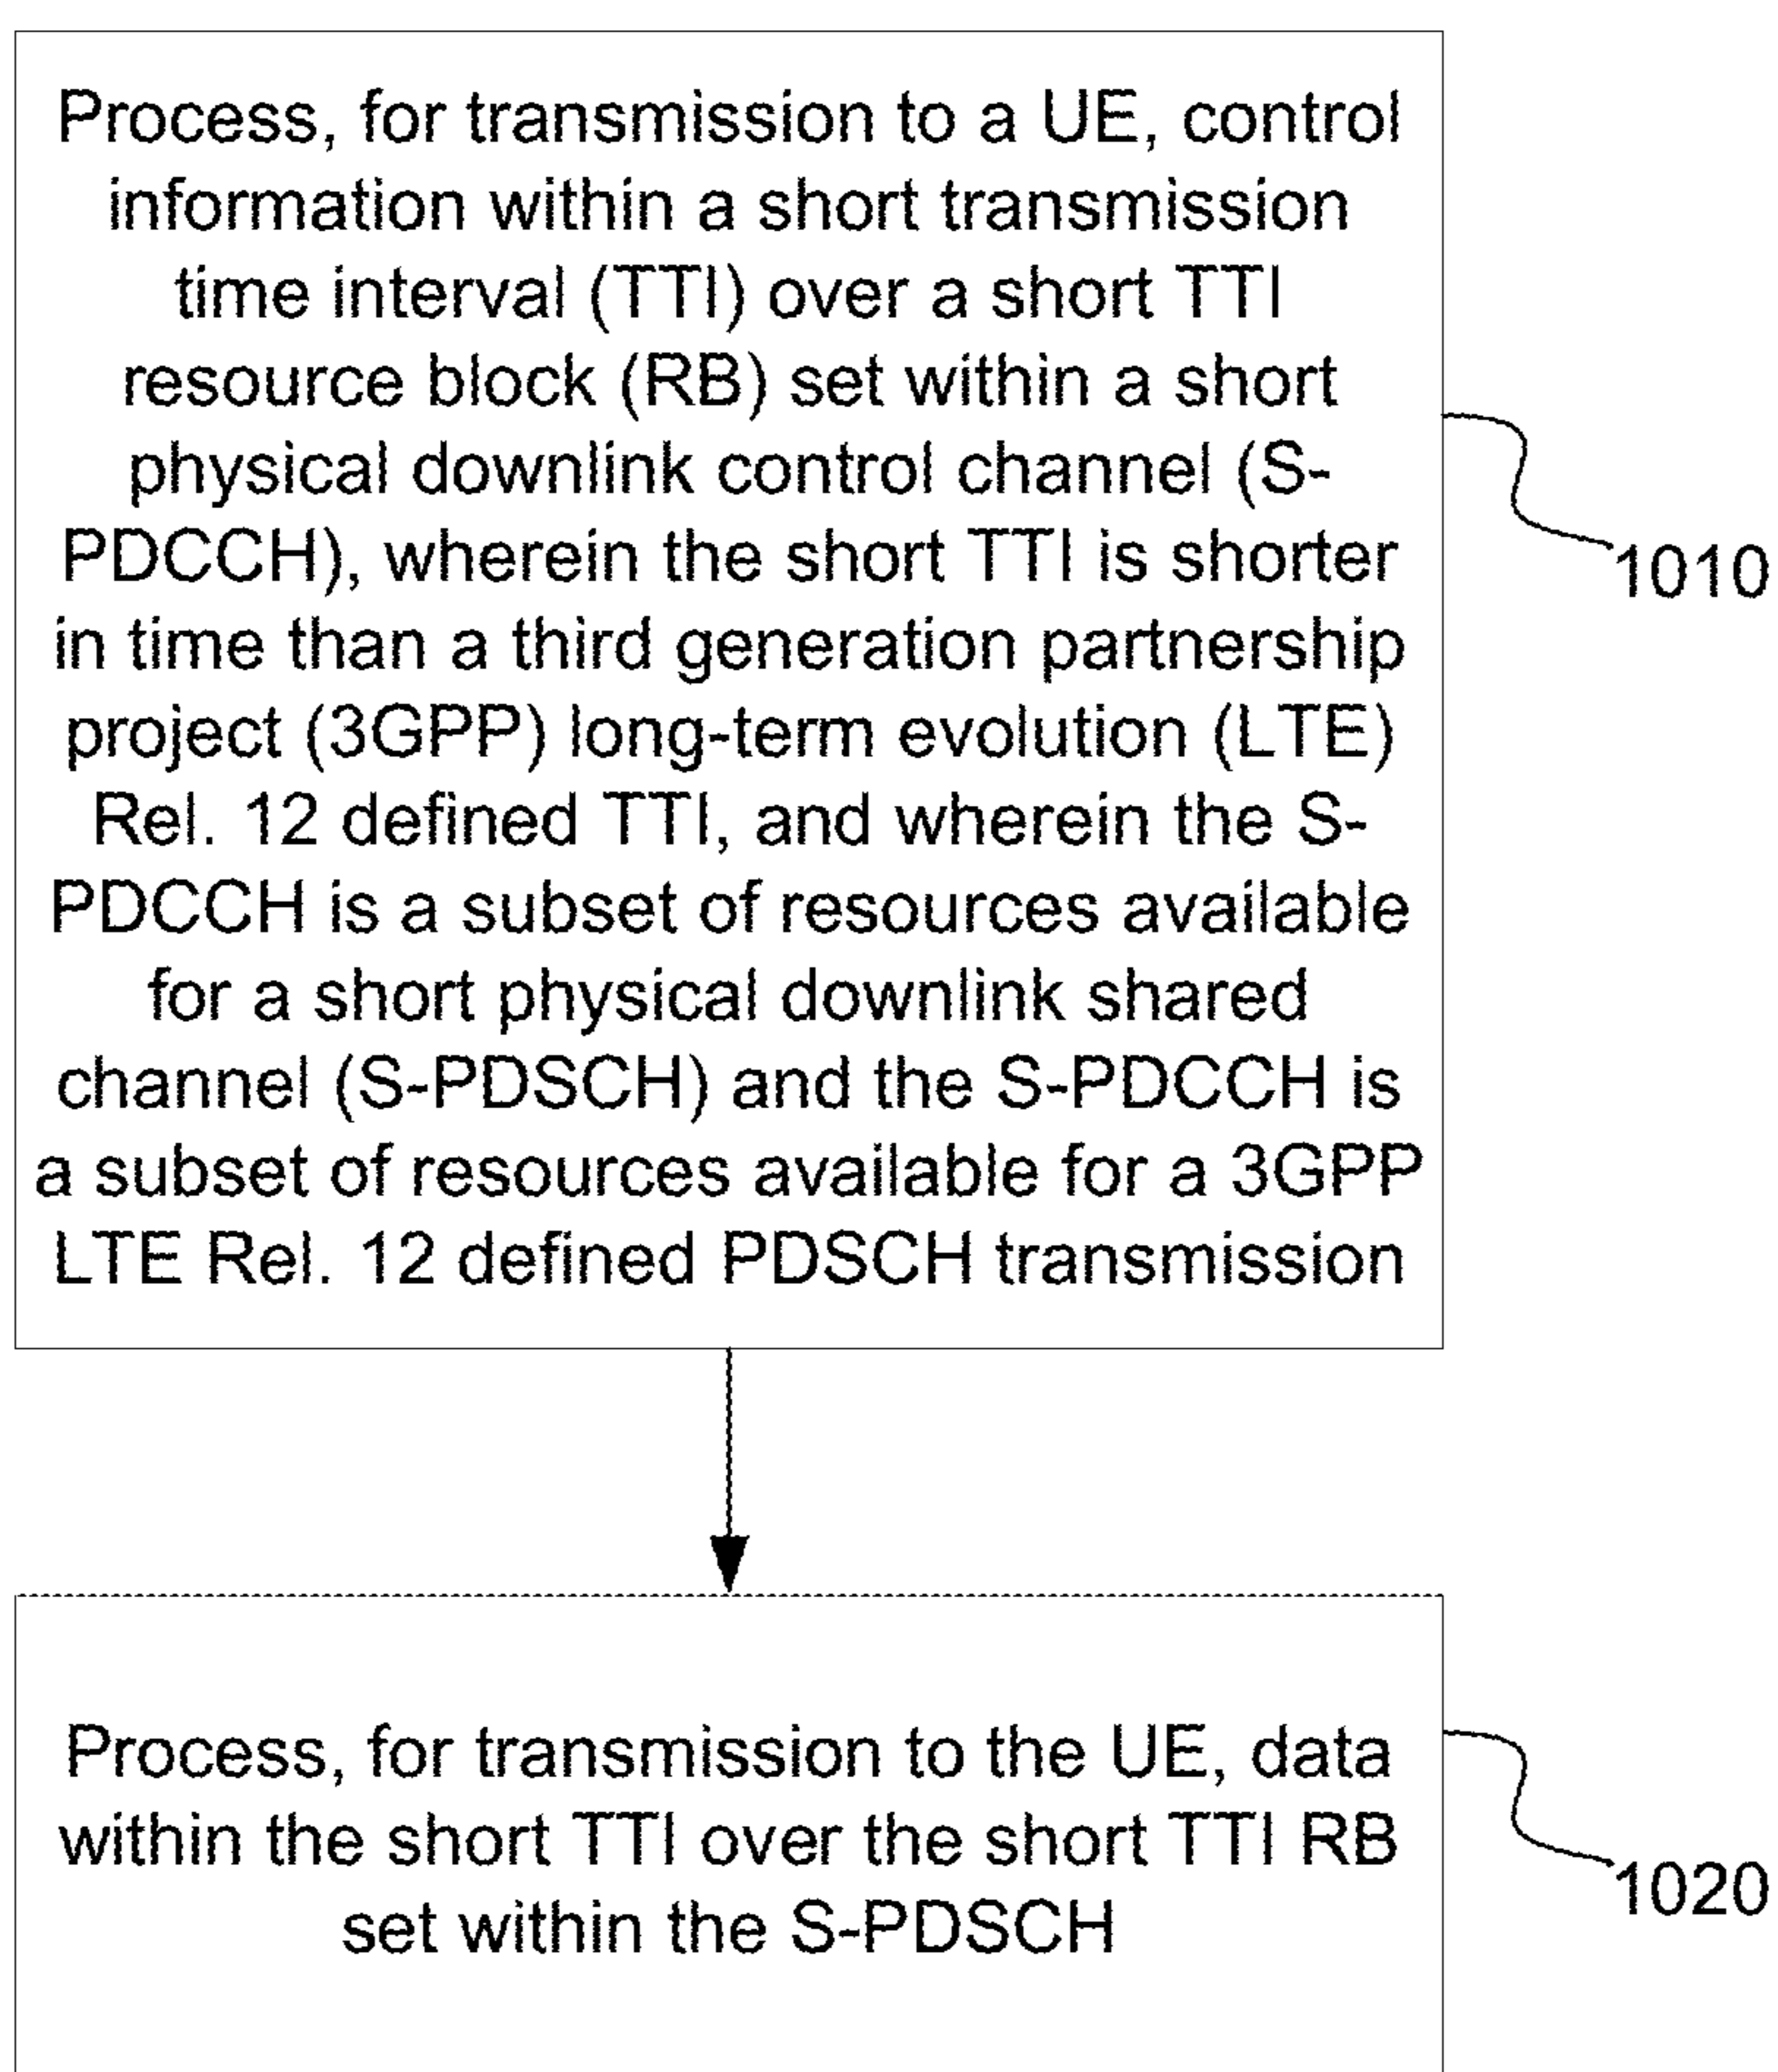 Process, for transmission to a UE, control
information within a short transmission
time interval (TTI) over a short TTI
resource block (RB) set within a short
physical downlink control channel (S-
PDCCH), wherein the short TTI is shorter
in time than a third generation partnership
project (3GPP) long-term evolution (LTE)
Rel. 12 defined TTI, and wherein the S-
PDCCH is a subset of resources available
for a short physical downlink shared
channel (S-PDSCH) and the S-PDCCH is
a subset of resources available for a 3GPP
LTE Rel. 12 defined PDSCH transmission
1010
Process, for transmission to the UE, data
within the short TTI over the short TTI RB
set within the S-PDSCH
1020